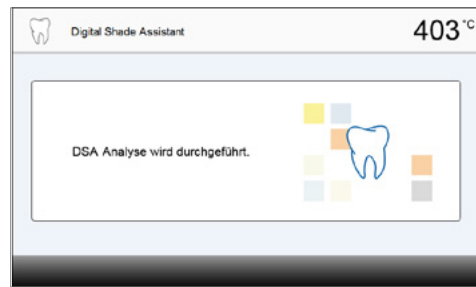 Digital Shade Assistant
403 °C
DSA Analyse wird durchgeführt.